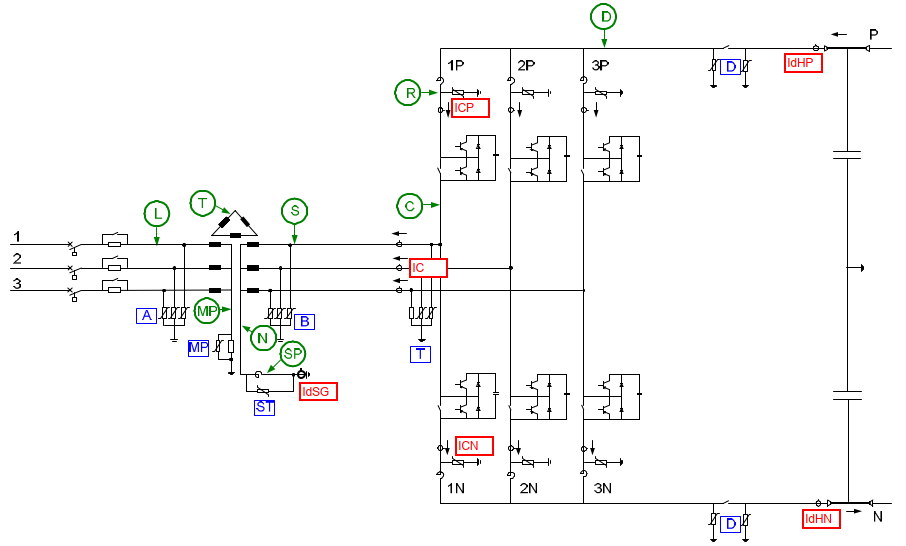 D
P
1P
2P
3P
IdHP
D
R
ICP
T
C
L
S
1
2
IC
3
A
MP
B
N
MP
SP
T
IdSG
ST
ICN
1N
2N
3N
D
IdHN
N